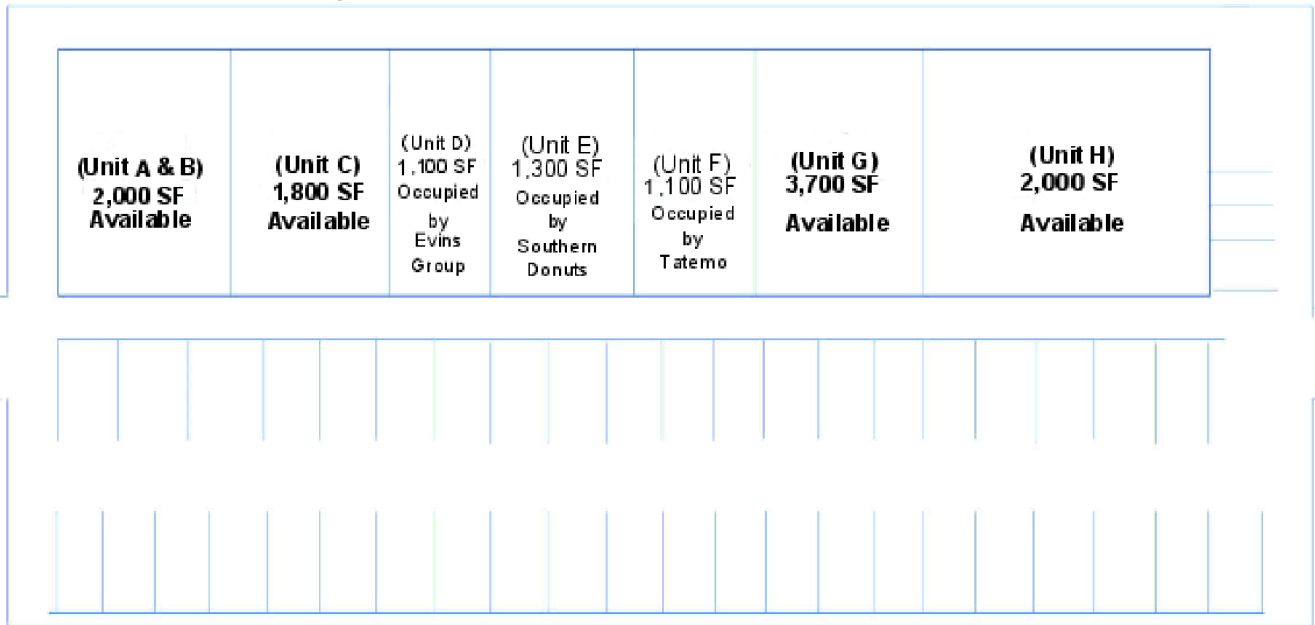 (Unit A & B)
2,000 SF
Available
(Unit C)
1,800 SF
Available
(Unit D)
1,100 SF
Occupied
by
Evins
Group
(Unit E)
1,300 SF
Occupied
by
Southern
Donuts
(Unit F)
1,100 SF
Occupied
by
Tatemo
(Unit G)
3,700 SF
Available
(Unit H)
2,000 SF
Available